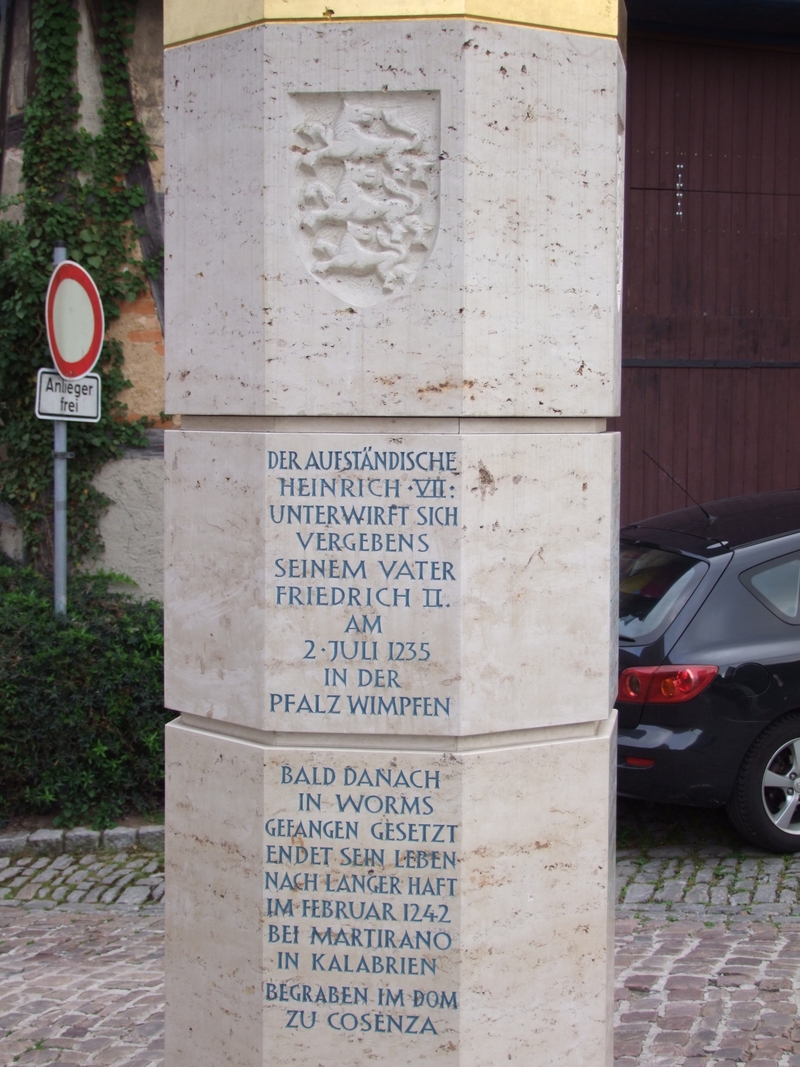 Anlieger
frei
DER AUFSTÄNDISCHE
HEINRICH · VII:
UNTERWIRFT SICH
VERGEBENS
SEINEM VATER
FRIEDRICH II.
AM
2 · JULI 1235
IN DER
PFALZ WIMPFEN
BALD DANACH
IN WORMS
GEFANGEN GESETZT
ENDET SEIN LEBEN
NACH LANGER HAFT
IM FEBRUAR 1242
BEI MARTIRANO
IN KALABRIEN
BEGRABEN IM DOM
ZU COSENZA